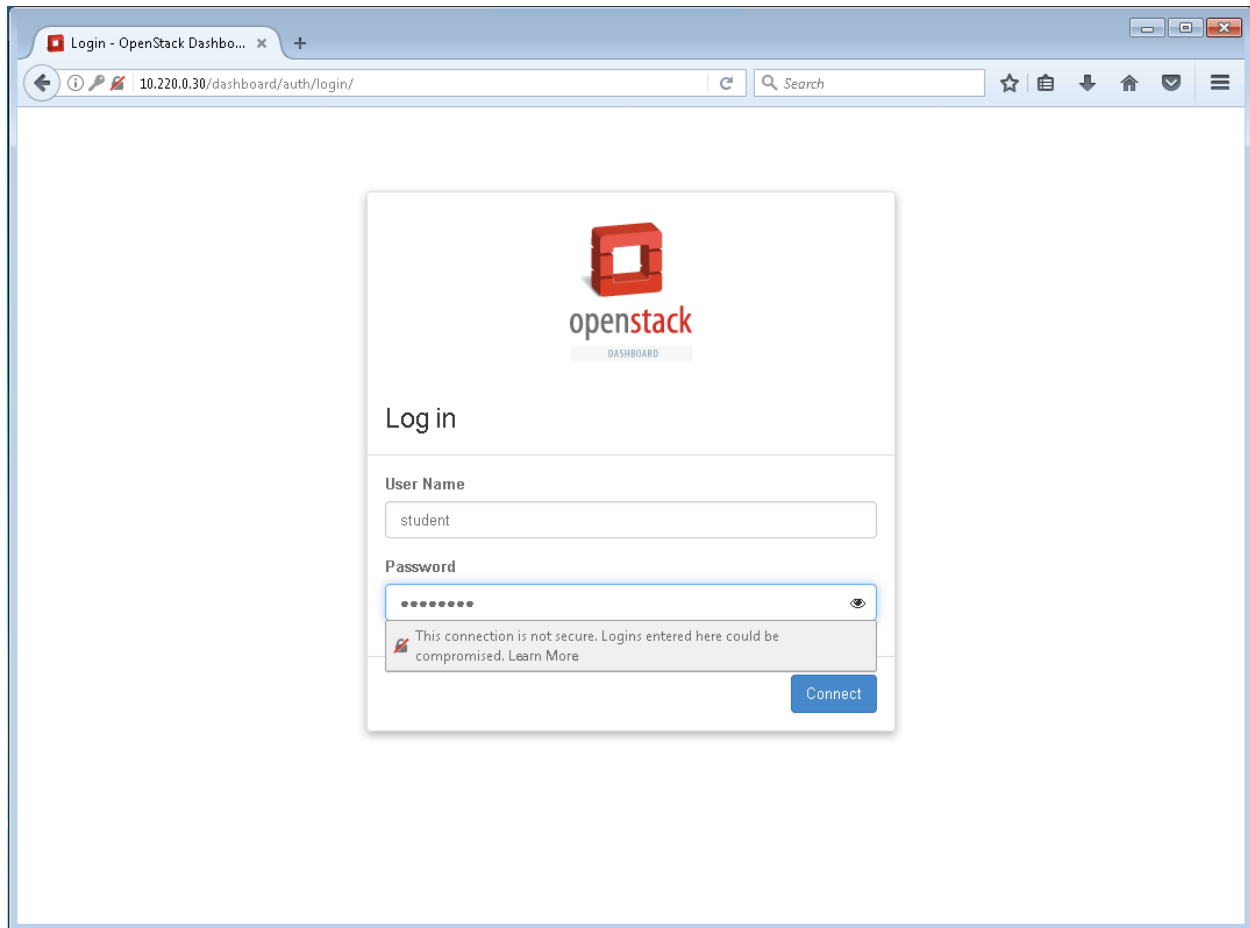 Login - OpenStack Dashbo...
10.220.0.30/dashboard/auth/login/
Search
openstack
DASHBOARD
Log in
User Name
student
Password
This connection is not secure. Logins entered here could be
compromised. Learn More
Connect